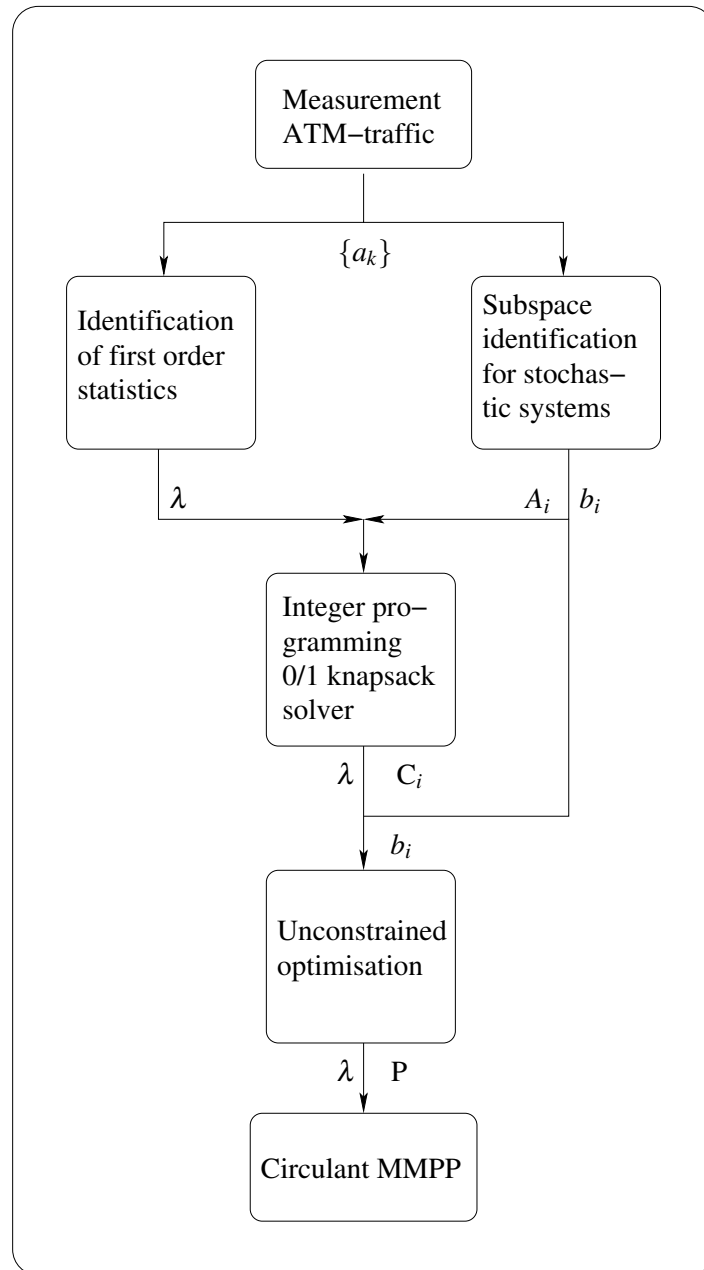 Measurement
ATM−traffic
{a_k}
Identification
of first order
statistics
Subspace
identification
for stochas−
tic systems
λ
A_i b_i
Integer pro−
gramming
0/1 knapsack
solver
λ C_i
b_i
Unconstrained
optimisation
λ P
Circulant MMPP